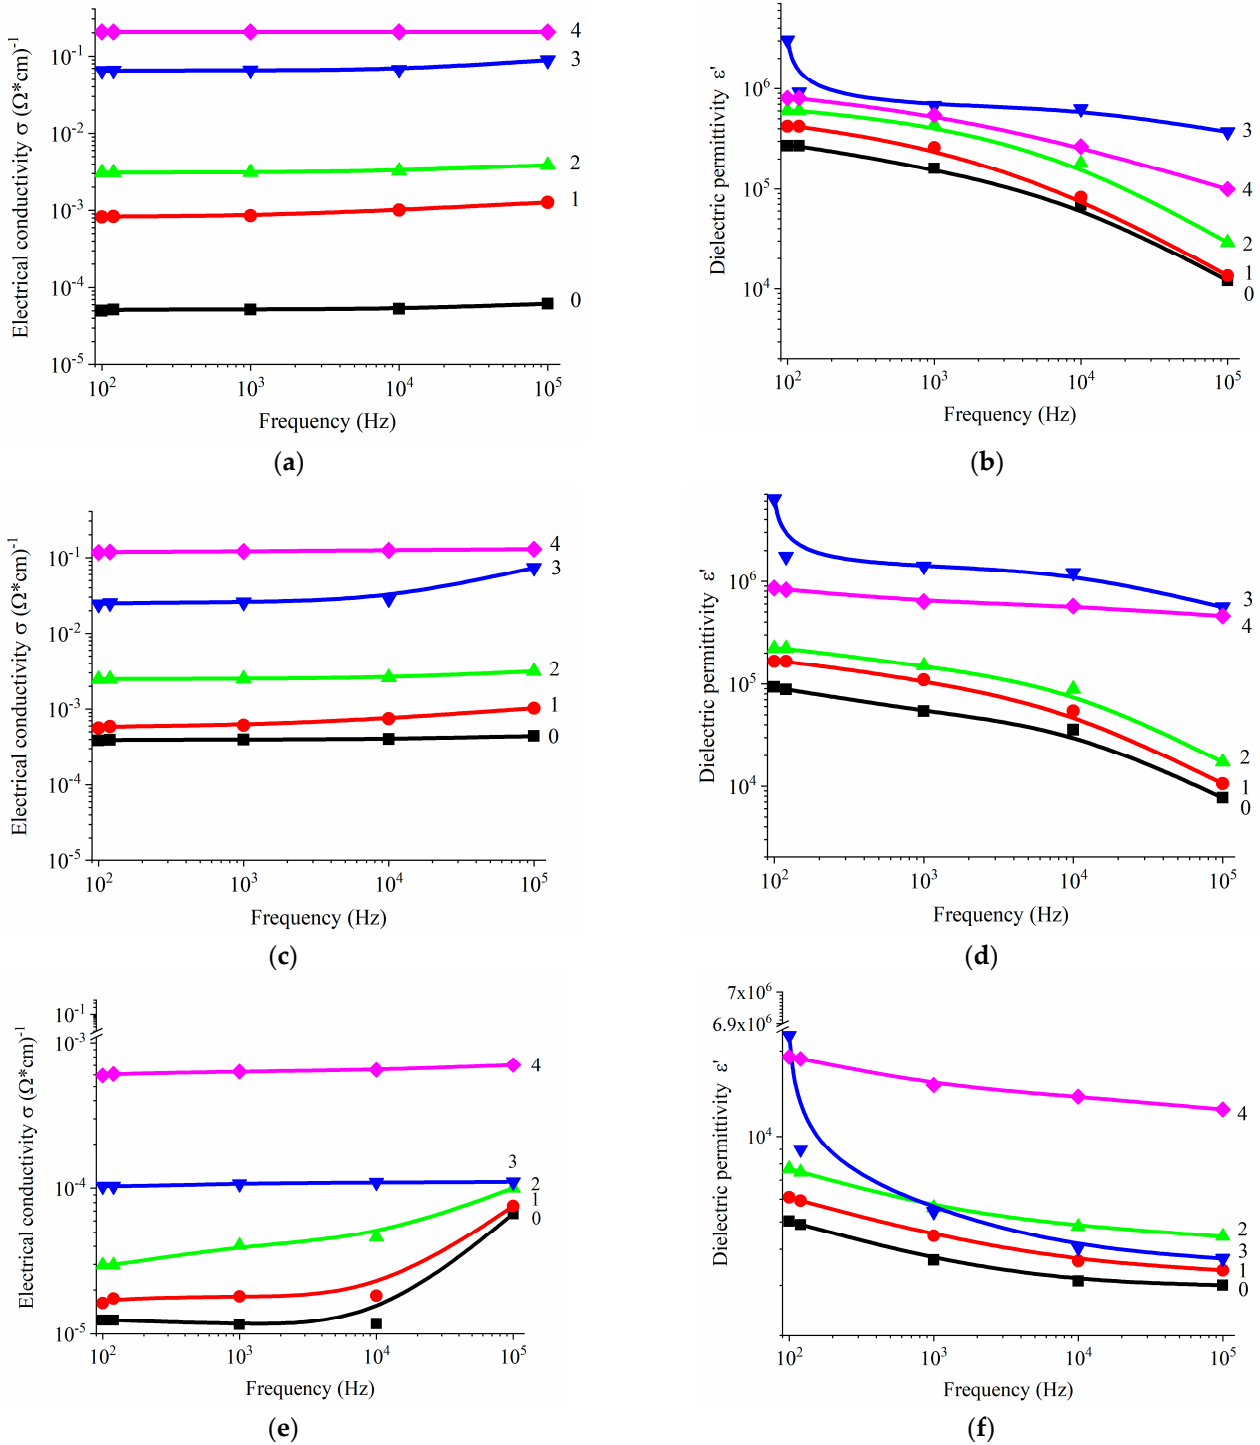 Electrical conductivity σ (Ω*cm)⁻¹
10⁻¹
10⁻²
10⁻³
10⁻⁴
10⁻⁵
4
3
2
1
0
10² 10³ 10⁴ 10⁵
Frequency (Hz)
(a)
Dielectric permittivity ε'
10⁶
10⁵
10⁴
3
4
2
1
0
10² 10³ 10⁴ 10⁵
Frequency (Hz)
(b)
Electrical conductivity σ (Ω*cm)⁻¹
10⁻¹
10⁻²
10⁻³
10⁻⁴
10⁻⁵
4
3
2
1
0
10² 10³ 10⁴ 10⁵
Frequency (Hz)
(c)
Dielectric permittivity ε'
10⁶
10⁵
10⁴
3
4
2
1
0
10² 10³ 10⁴ 10⁵
Frequency (Hz)
(d)
Electrical conductivity σ (Ω*cm)⁻¹
10⁻¹
10⁻³
10⁻⁴
10⁻⁵
4
3
2
1
0
10² 10³ 10⁴ 10⁵
Frequency (Hz)
(e)
Dielectric permittivity ε'
7x10⁶
6.9x10⁶
10⁴
4
2
3
1
0
10² 10³ 10⁴ 10⁵
Frequency (Hz)
(f)